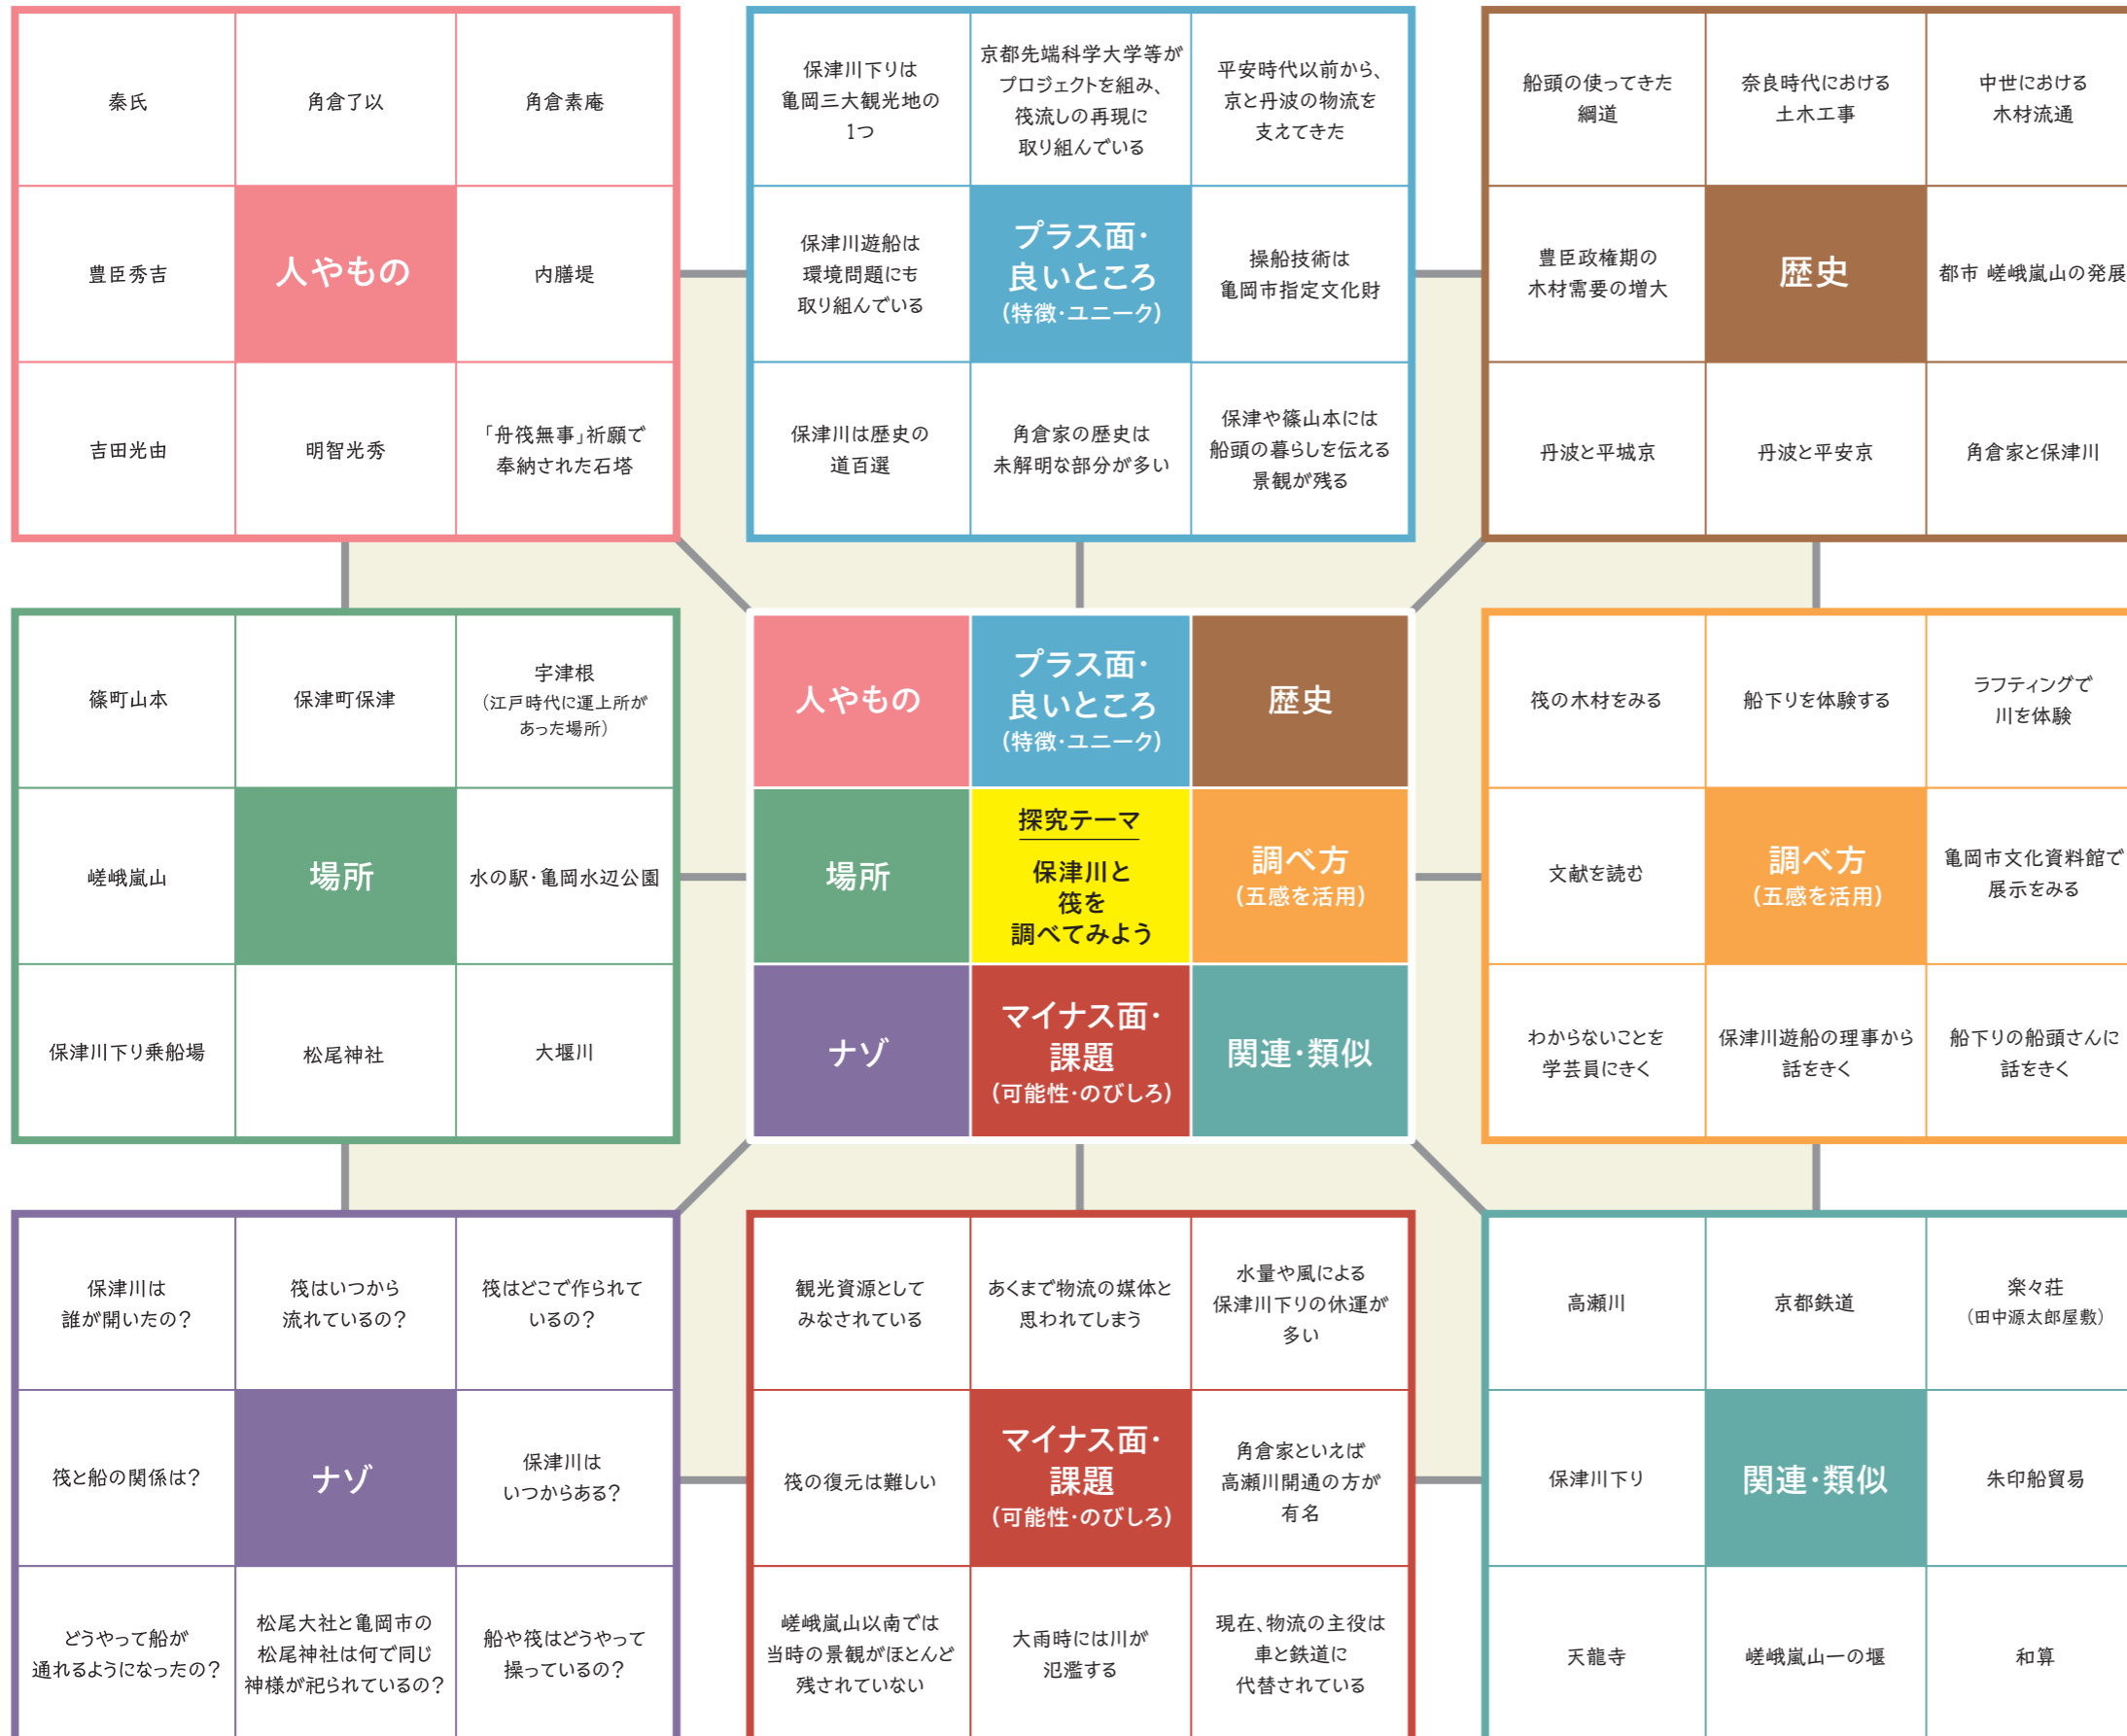 秦氏
角倉了以
角倉素庵
豊臣秀吉
人やもの
内膳堤
吉田光由
明智光秀
「舟筏無事」祈願で
奉納された石塔
保津川下りは
亀岡三大観光地の
1つ
京都先端科学大学等が
プロジェクトを組み、
筏流しの再現に
取り組んでいる
平安時代以前から、
京と丹波の物流を
支えてきた
保津川遊船は
環境問題にも
取り組んでいる
プラス面・
良いところ
(特徴・ユニーク)
操船技術は
亀岡市指定文化財
保津川は歴史の
道百選
角倉家の歴史は
未解明な部分が多い
保津や篠山本には
船頭の暮らしを伝える
景観が残る
船頭の使ってきた
綱道
奈良時代における
土木工事
中世における
木材流通
豊臣政権期の
木材需要の増大
歴史
都市 嵯峨嵐山の発展
丹波と平城京
丹波と平安京
角倉家と保津川
篠町山本
保津町保津
宇津根
(江戸時代に運上所が
あった場所)
嵯峨嵐山
場所
水の駅・亀岡水辺公園
保津川下り乗船場
松尾神社
大堰川
人やもの
プラス面・
良いところ
(特徴・ユニーク)
歴史
場所
探究テーマ
保津川と
筏を
調べてみよう
調べ方
(五感を活用)
ナゾ
マイナス面・
課題
(可能性・のびしろ)
関連・類似
筏の木材をみる
船下りを体験する
ラフティングで
川を体験
文献を読む
調べ方
(五感を活用)
亀岡市文化資料館で
展示をみる
わからないことを
学芸員にきく
保津川遊船の理事から
話をきく
船下りの船頭さんに
話をきく
保津川は
誰が開いたの?
筏はいつから
流れているの?
筏はどこで作られて
いるの?
筏と船の関係は?
ナゾ
保津川は
いつからある?
どうやって船が
通れるようになったの?
松尾大社と亀岡市の
松尾神社は何で同じ
神様が祀られているの?
船や筏はどうやって
操っているの?
観光資源として
みなされている
あくまで物流の媒体と
思われてしまう
水量や風による
保津川下りの休運が
多い
筏の復元は難しい
マイナス面・
課題
(可能性・のびしろ)
角倉家といえば
高瀬川開通の方が
有名
嵯峨嵐山以南では
当時の景観がほとんど
残されていない
大雨時には川が
氾濫する
現在、物流の主役は
車と鉄道に
代替されている
高瀬川
京都鉄道
楽々荘
(田中源太郎屋敷)
保津川下り
関連・類似
朱印船貿易
天龍寺
嵯峨嵐山一の堰
和算